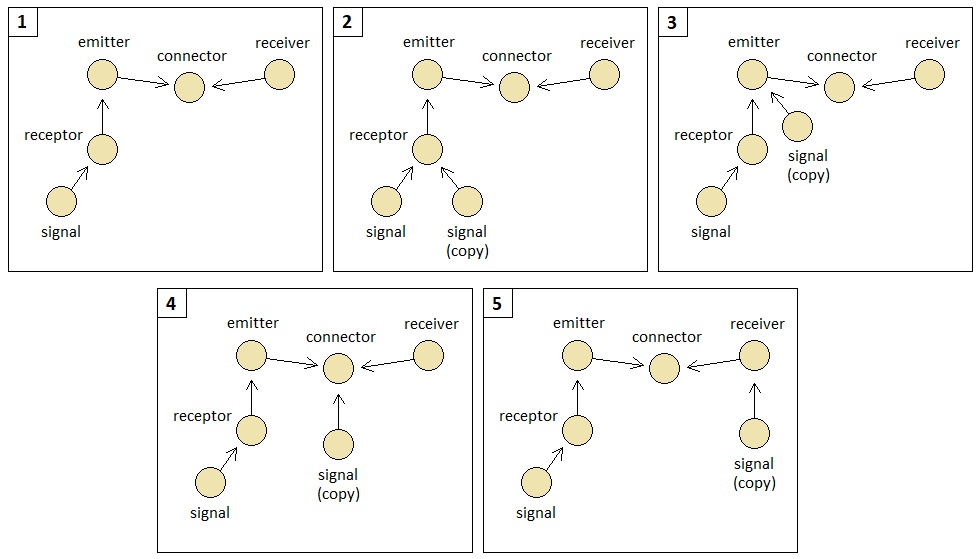 1
emitter
connector
receiver
receptor
signal
2
emitter
connector
receiver
receptor
signal
signal
(copy)
3
emitter
connector
receiver
receptor
signal
(copy)
signal
4
emitter
connector
receiver
receptor
signal
(copy)
signal
5
emitter
connector
receiver
receptor
signal
(copy)
signal